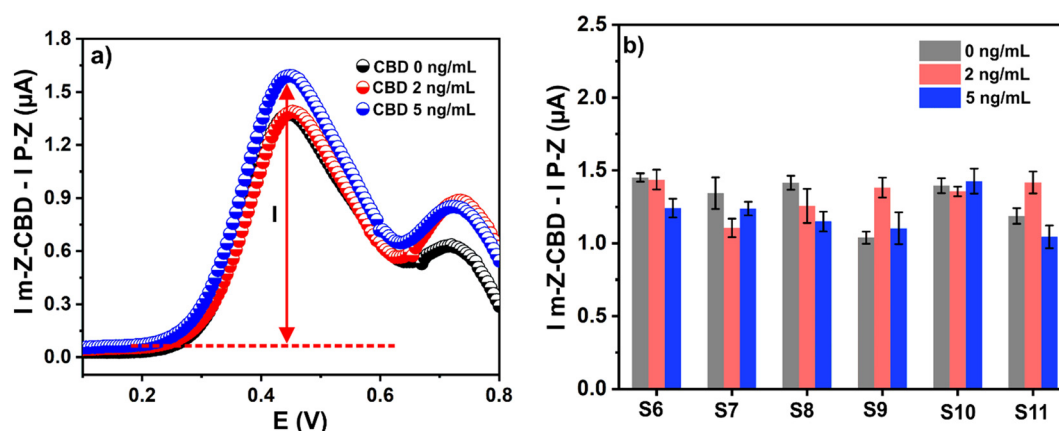 a)
CBD 0 ng/mL
CBD 2 ng/mL
CBD 5 ng/mL
I
I m-Z-CBD - I P-Z (μA)
1.8
1.5
1.2
0.9
0.6
0.3
0.0
0.2 0.4 0.6 0.8
E (V)
b)
0 ng/mL
2 ng/mL
5 ng/mL
I m-Z-CBD - I P-Z (μA)
2.5
2.0
1.5
1.0
0.5
0.0
S6 S7 S8 S9 S10 S11